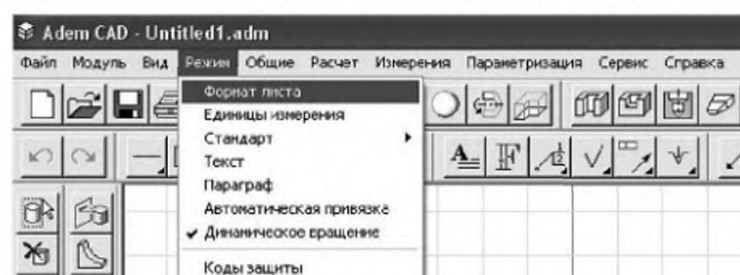 Adem CAD - Untitled1.adm
Файл Модуль Вид Режим Общие Расчет Измерения Параметризация Сервис Справка
Формат листа
Единицы измерения
Стандарт
Текст
Параграф
Автоматическая привязка
Динамическое вращение
Коды защиты